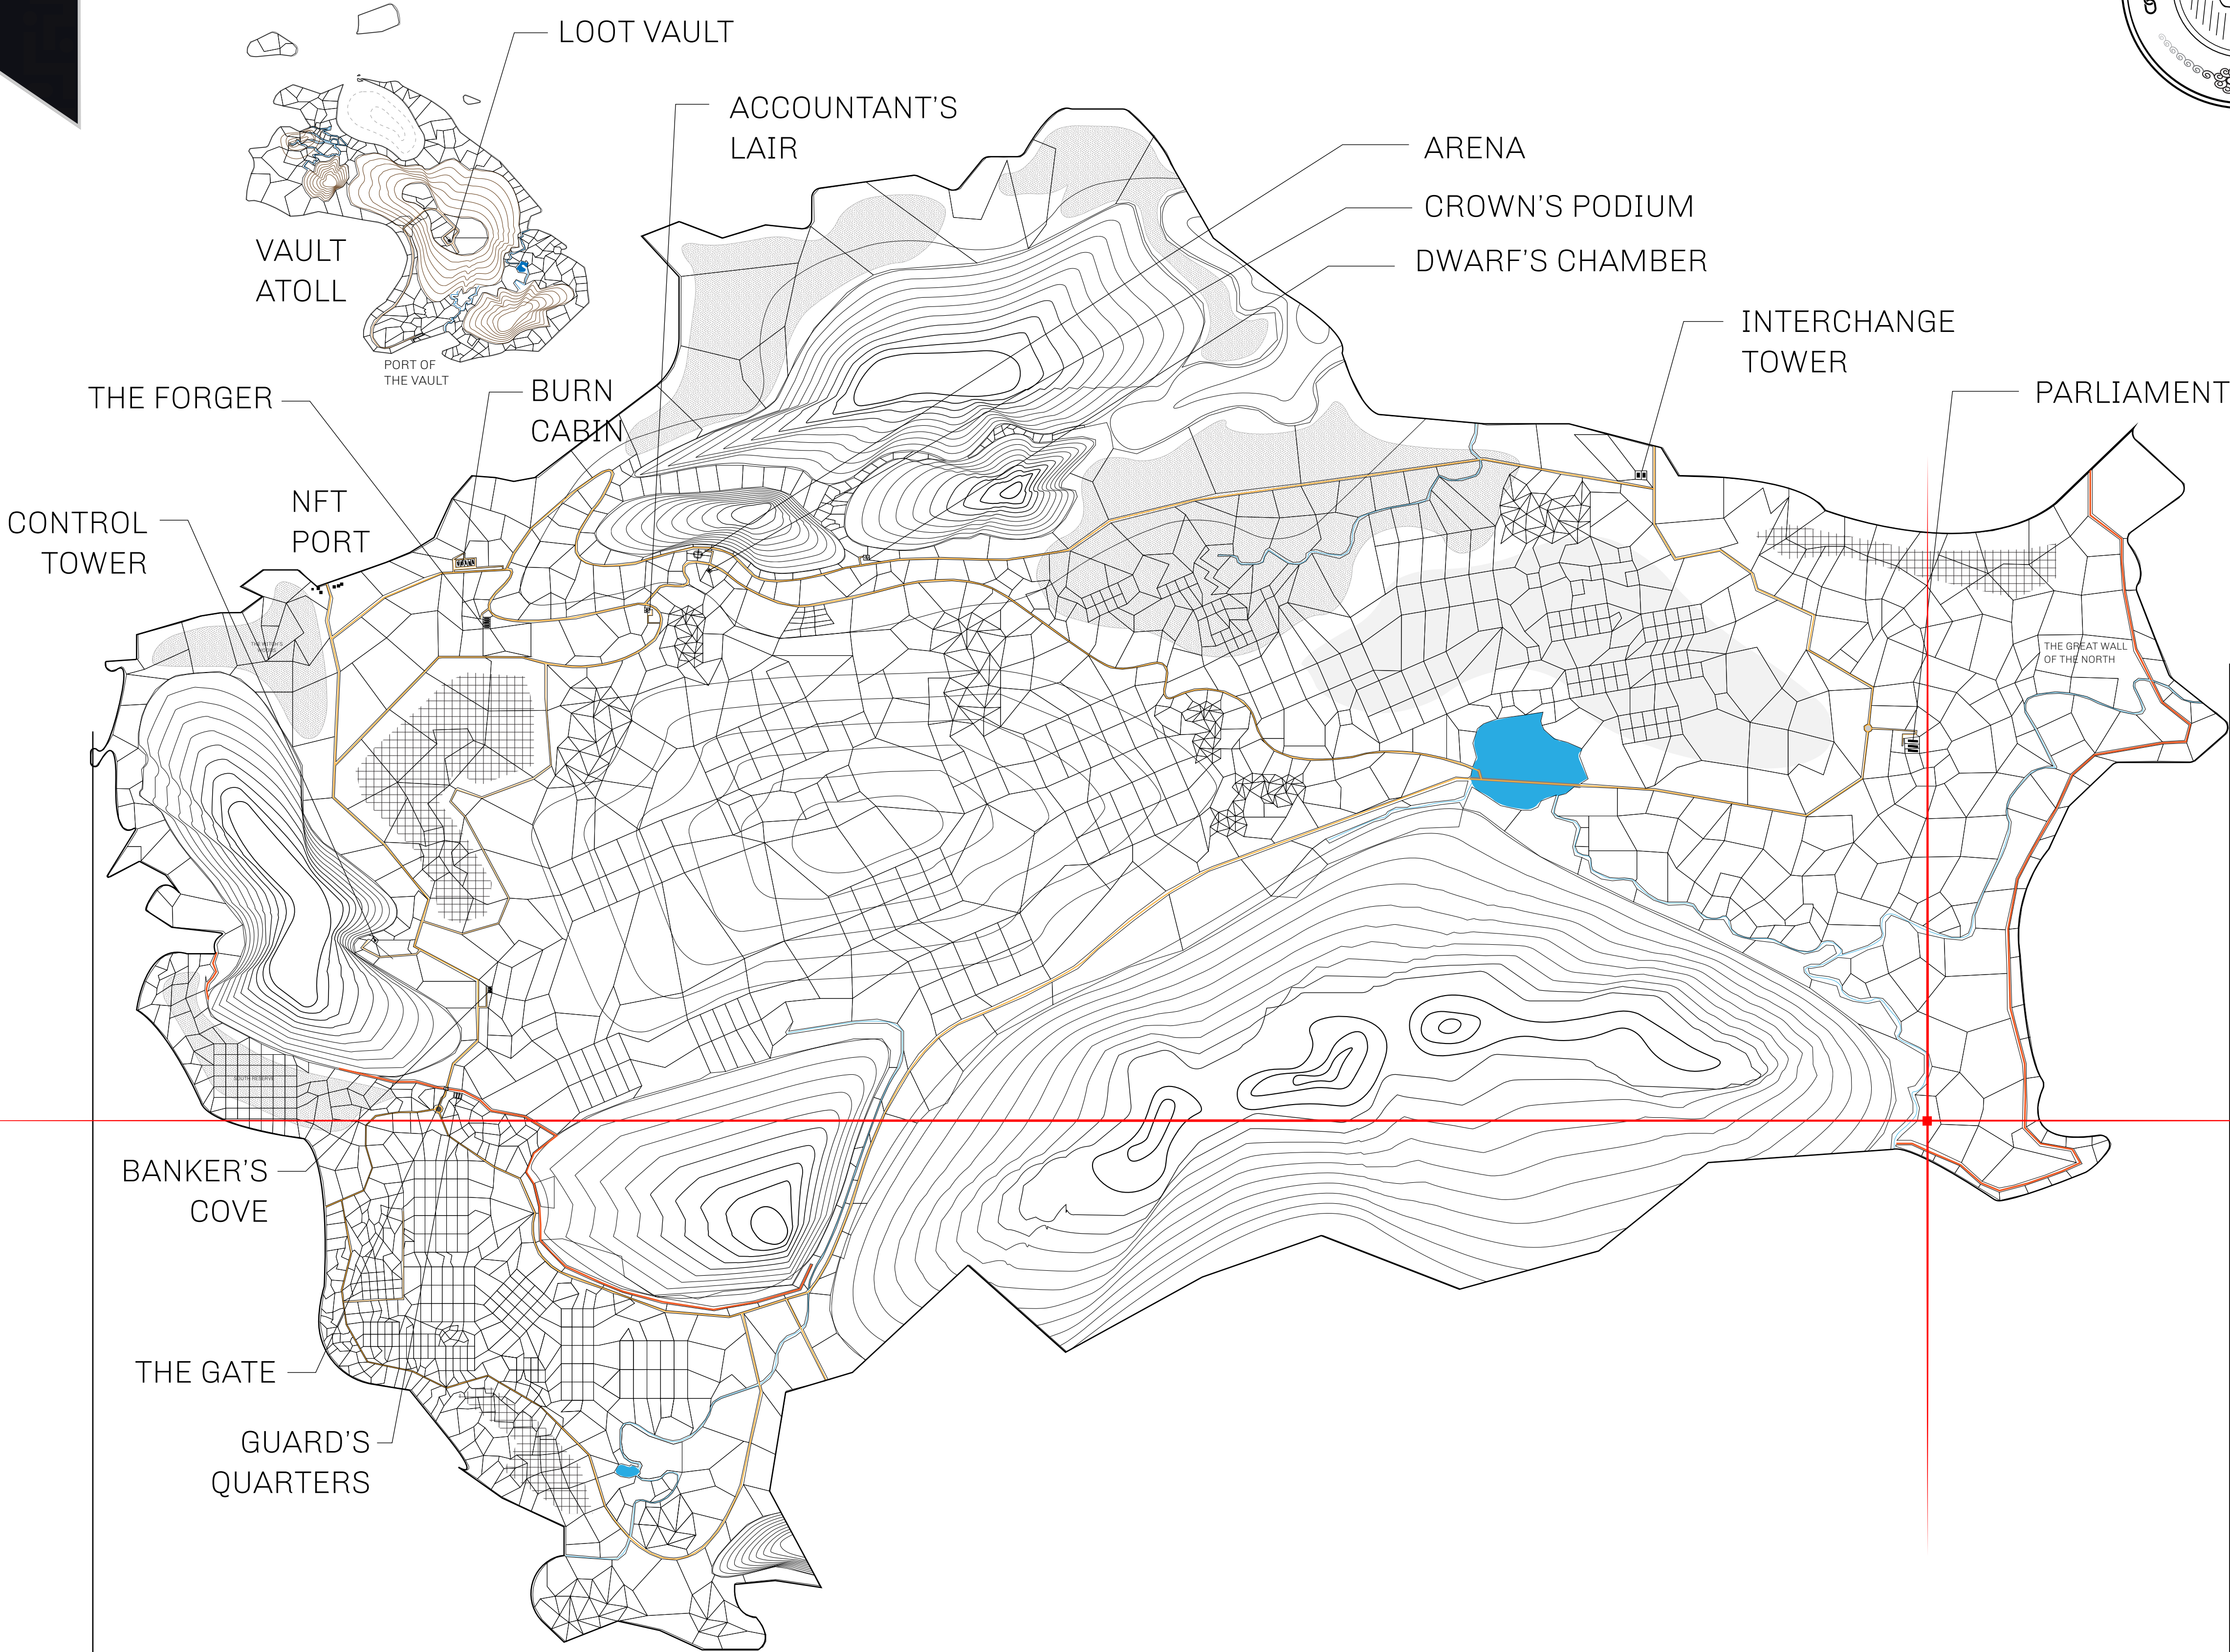 LOOT VAULT
ACCOUNTANT'S
LAIR
ARENA
CROWN'S PODIUM
DWARF'S CHAMBER
VAULT
ATOLL
INTERCHANGE
TOWER
PORT OF
THE VAULT
THE FORGER
BURN
CABIN
PARLIAMENT
NFT
PORT
CONTROL
TOWER
THE GREAT WALL
OF THE NORTH
SOUTH RESERVE
BANKER'S
COVE
THE GATE
GUARD'S
QUARTERS